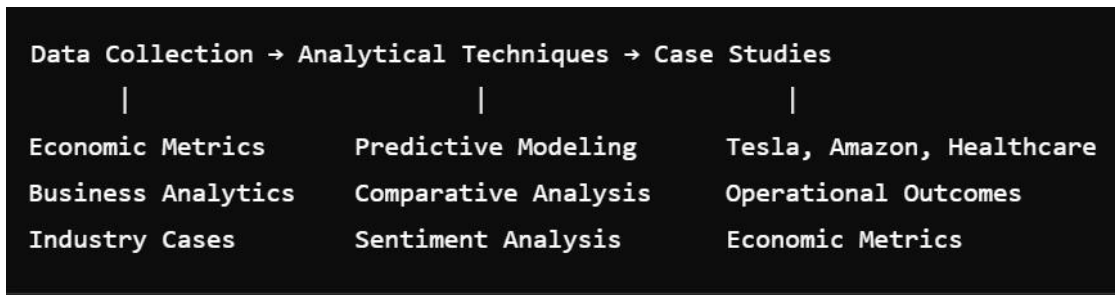 Data Collection → Analytical Techniques → Case Studies
| | |
Economic Metrics Predictive Modeling Tesla, Amazon, Healthcare
Business Analytics Comparative Analysis Operational Outcomes
Industry Cases Sentiment Analysis Economic Metrics